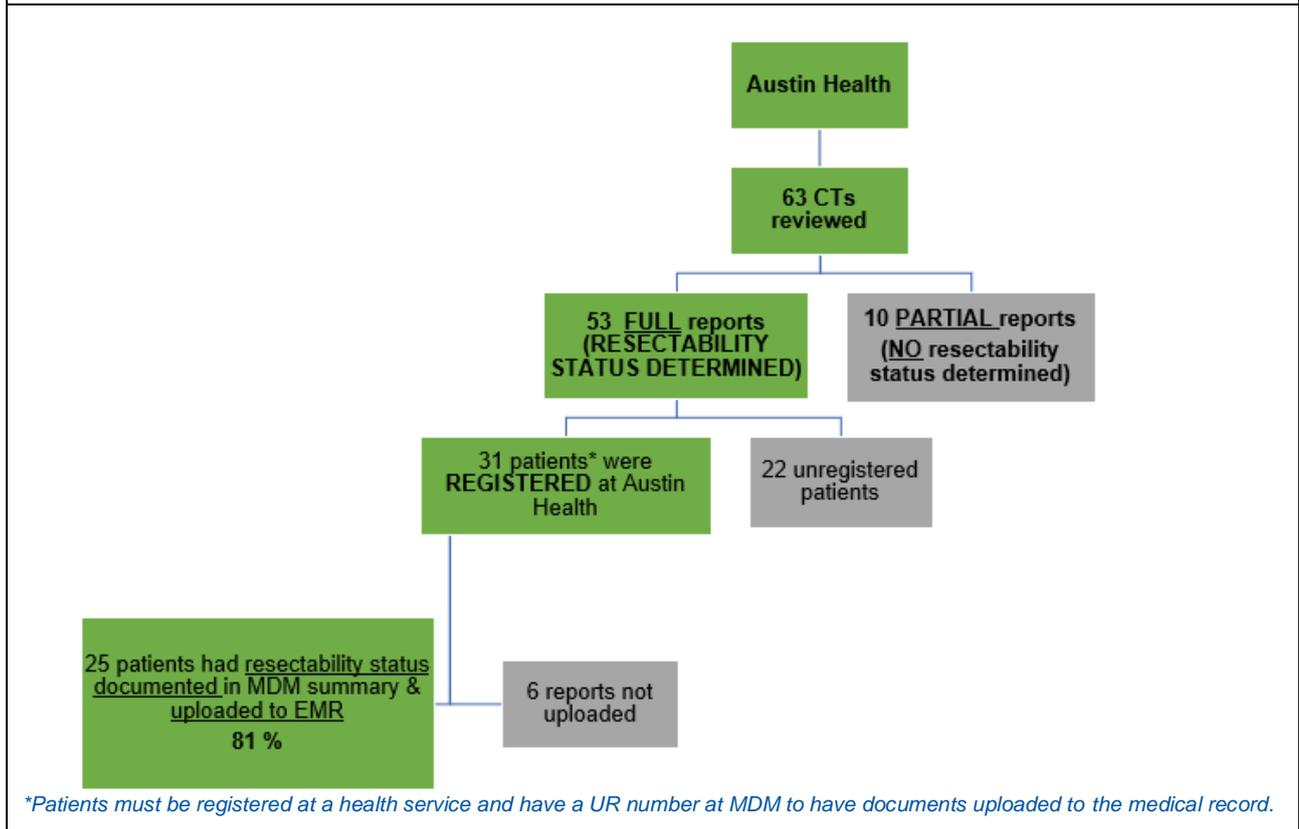 Austin Health
63 CTs
reviewed
53 FULL reports
(RESECTABILITY
STATUS DETERMINED)
10 PARTIAL reports
(NO resectability
status determined)
31 patients* were
REGISTERED at Austin
Health
22 unregistered
patients
25 patients had resectability status
documented in MDM summary &
uploaded to EMR
81 %
6 reports not
uploaded
*Patients must be registered at a health service and have a UR number at MDM to have documents uploaded to the medical record.